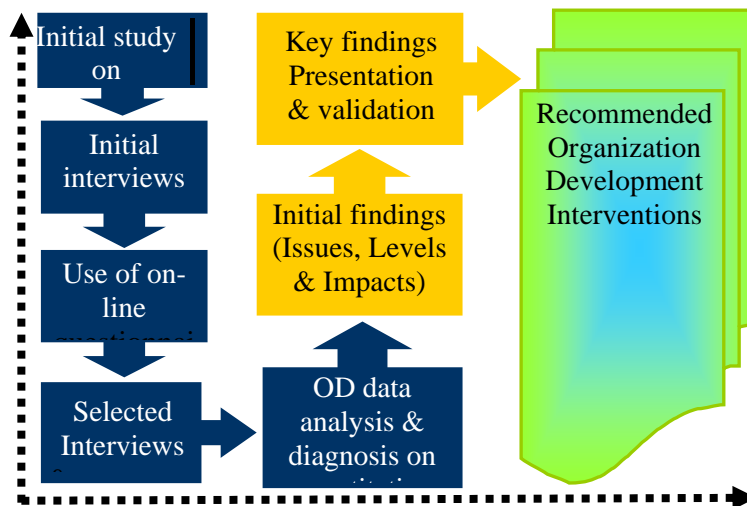 Initial study
on
Initial
interviews
Use of on-
line
Selected
Interviews
OD data
analysis &
diagnosis on
Initial findings
(Issues, Levels
& Impacts)
Key findings
Presentation
& validation
Recommended
Organization
Development
Interventions